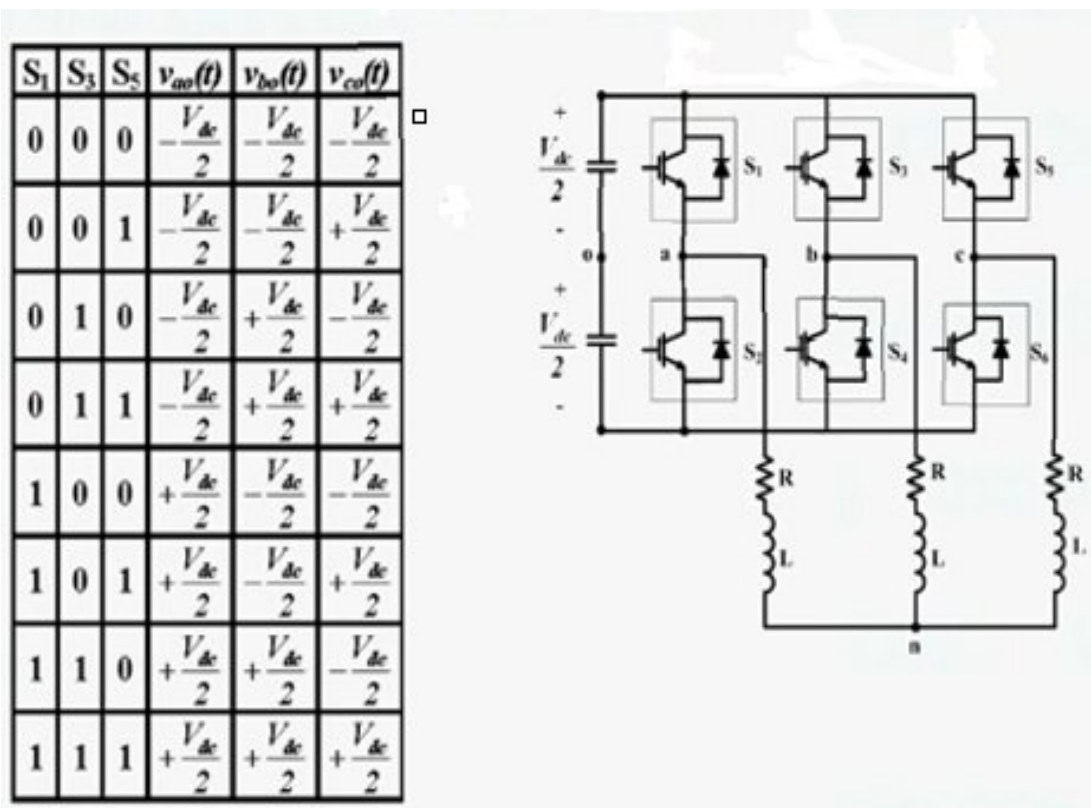 S1 S3 S5 vao(t) vbo(t) vco(t)
0 0 0 -Vdc/2 -Vdc/2 -Vdc/2
0 0 1 -Vdc/2 -Vdc/2 +Vdc/2
0 1 0 -Vdc/2 +Vdc/2 -Vdc/2
0 1 1 -Vdc/2 +Vdc/2 +Vdc/2
1 0 0 +Vdc/2 -Vdc/2 -Vdc/2
1 0 1 +Vdc/2 -Vdc/2 +Vdc/2
1 1 0 +Vdc/2 +Vdc/2 -Vdc/2
1 1 1 +Vdc/2 +Vdc/2 +Vdc/2
+
Vdc/2
-
S1 S3 S5
o a b c
+
Vdc/2
-
S2 S4 S6
R R R
L L L
n